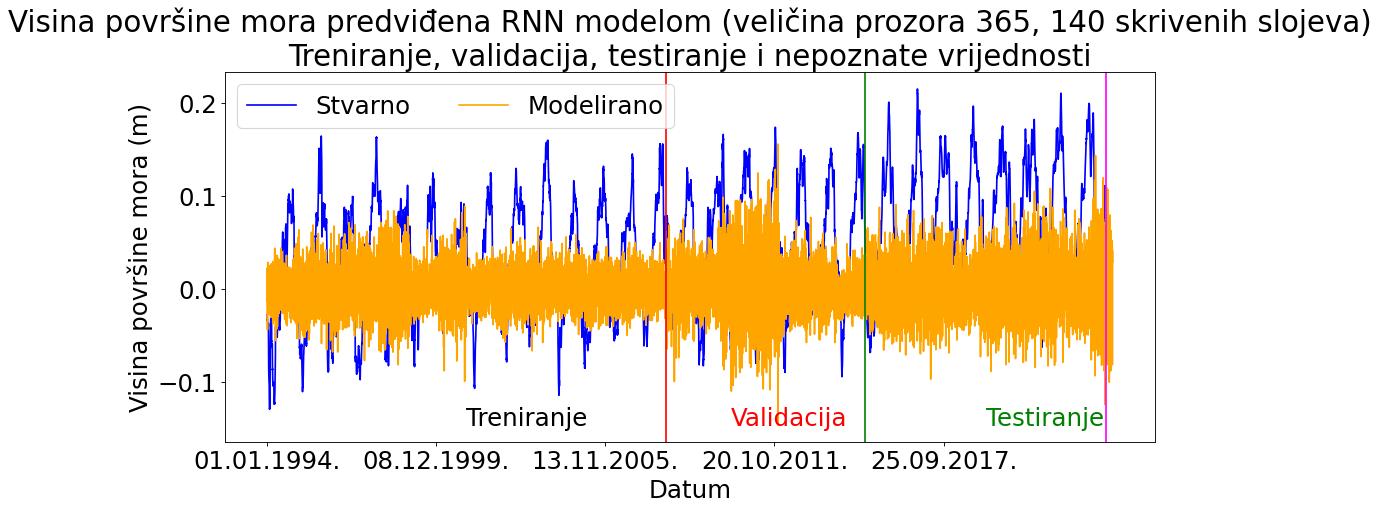 Visina površine mora predviđena RNN modelom (veličina prozora 365, 140 skrivenih slojeva)
Treniranje, validacija, testiranje i nepoznate vrijednosti
Stvarno Modelirano
Visina površine mora (m)
0.2
0.1
0.0
−0.1
Treniranje Validacija Testiranje
01.01.1994. 08.12.1999. 13.11.2005. 20.10.2011. 25.09.2017.
Datum